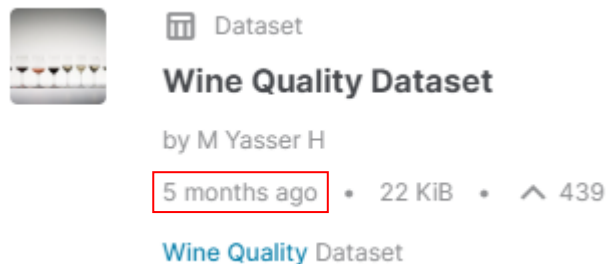 Dataset
Wine Quality Dataset
by M Yasser H
5 months ago • 22 KiB • 439
Wine Quality Dataset